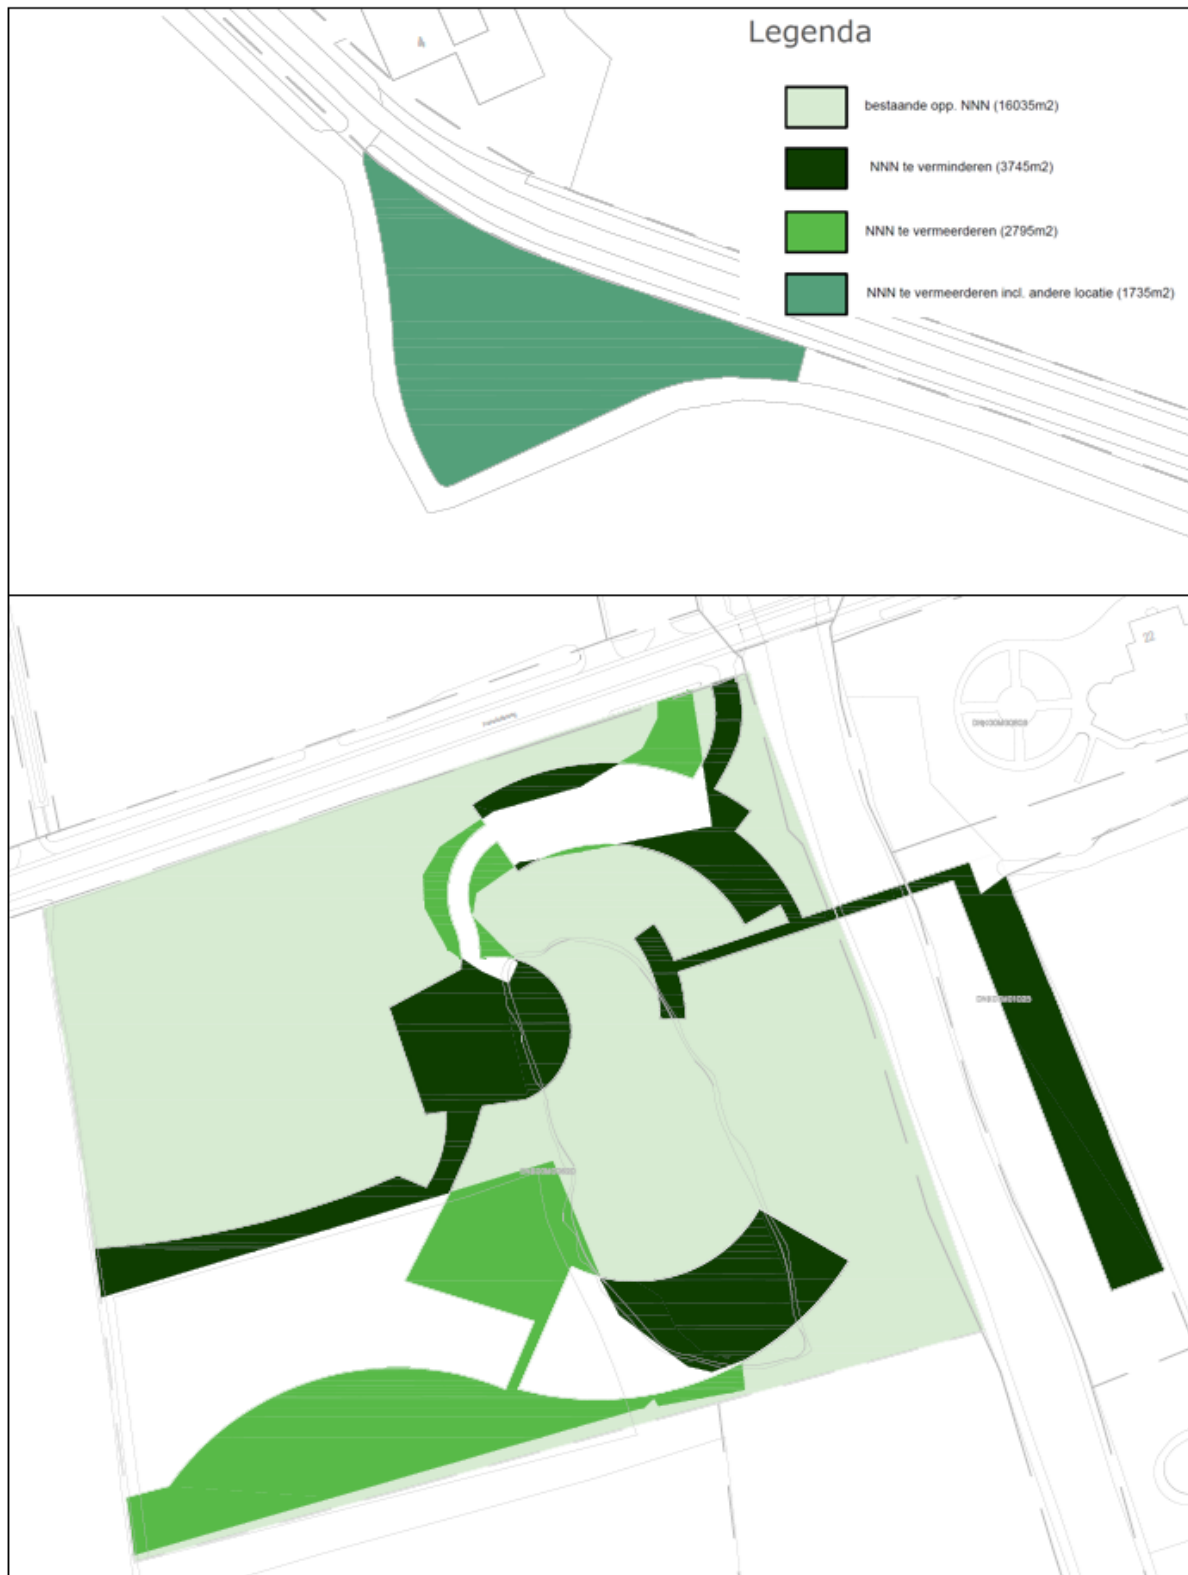 Legenda
4
bestaande opp. NNN (16035m2)
NNN te verminderen (3745m2)
NNN te vermeerderen (2795m2)
NNN te vermeerderen incl. andere locatie (1735m2)
22